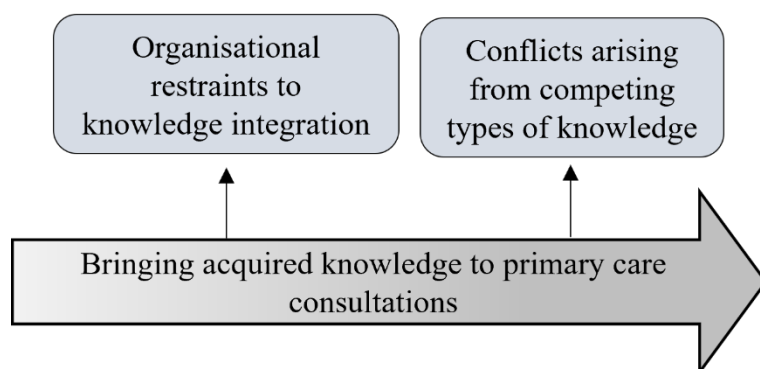 Organisational
restraints to
knowledge integration
Conflicts arising
from competing
types of knowledge
Bringing acquired knowledge to primary care
consultations